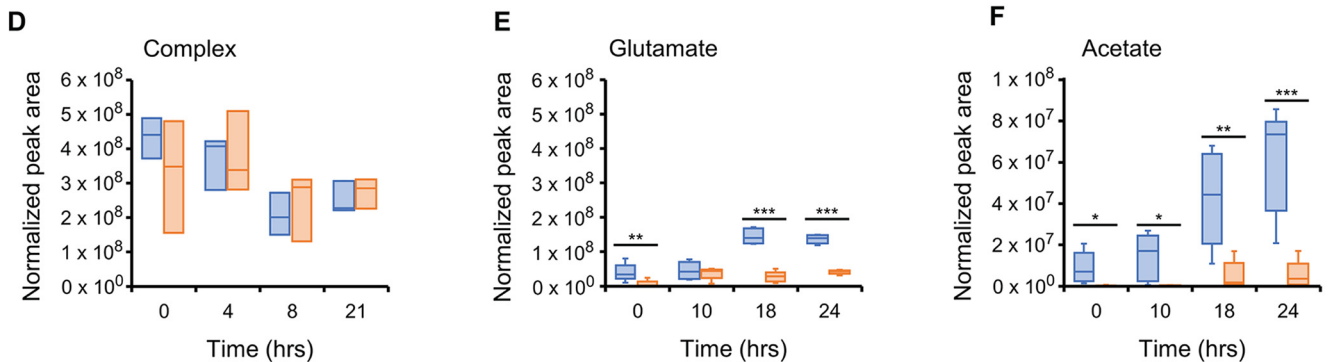 D
Complex
Normalized peak area
6 x 10⁸
5 x 10⁸
4 x 10⁸
3 x 10⁸
2 x 10⁸
1 x 10⁸
0 x 10⁰
0 4 8 21
Time (hrs)
E
Glutamate
Normalized peak area
6 x 10⁸
5 x 10⁸
4 x 10⁸
3 x 10⁸
2 x 10⁸
1 x 10⁸
0 x 10⁰
** *** ***
0 10 18 24
Time (hrs)
F
Acetate
Normalized peak area
1 x 10⁸
8 x 10⁷
6 x 10⁷
4 x 10⁷
2 x 10⁷
0 x 10⁰
* * ** ***
0 10 18 24
Time (hrs)